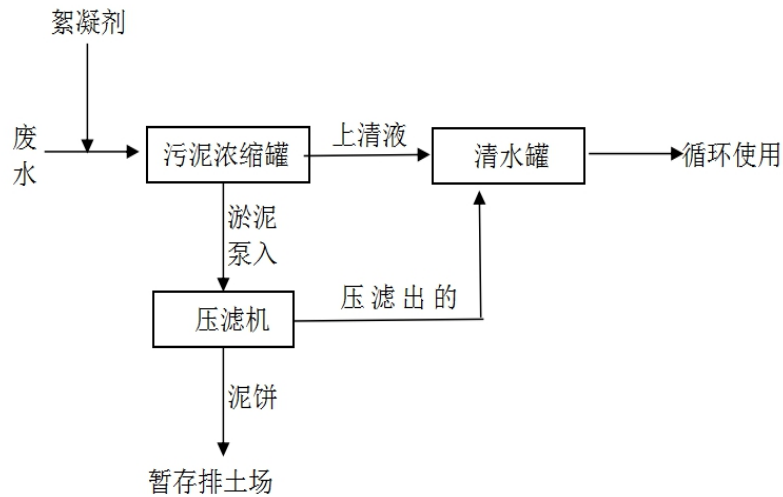 絮凝剂
废
水
污泥浓缩罐
上清液
清水罐
循环使用
淤泥
泵入
压滤机
压滤出的
泥饼
暂存排土场